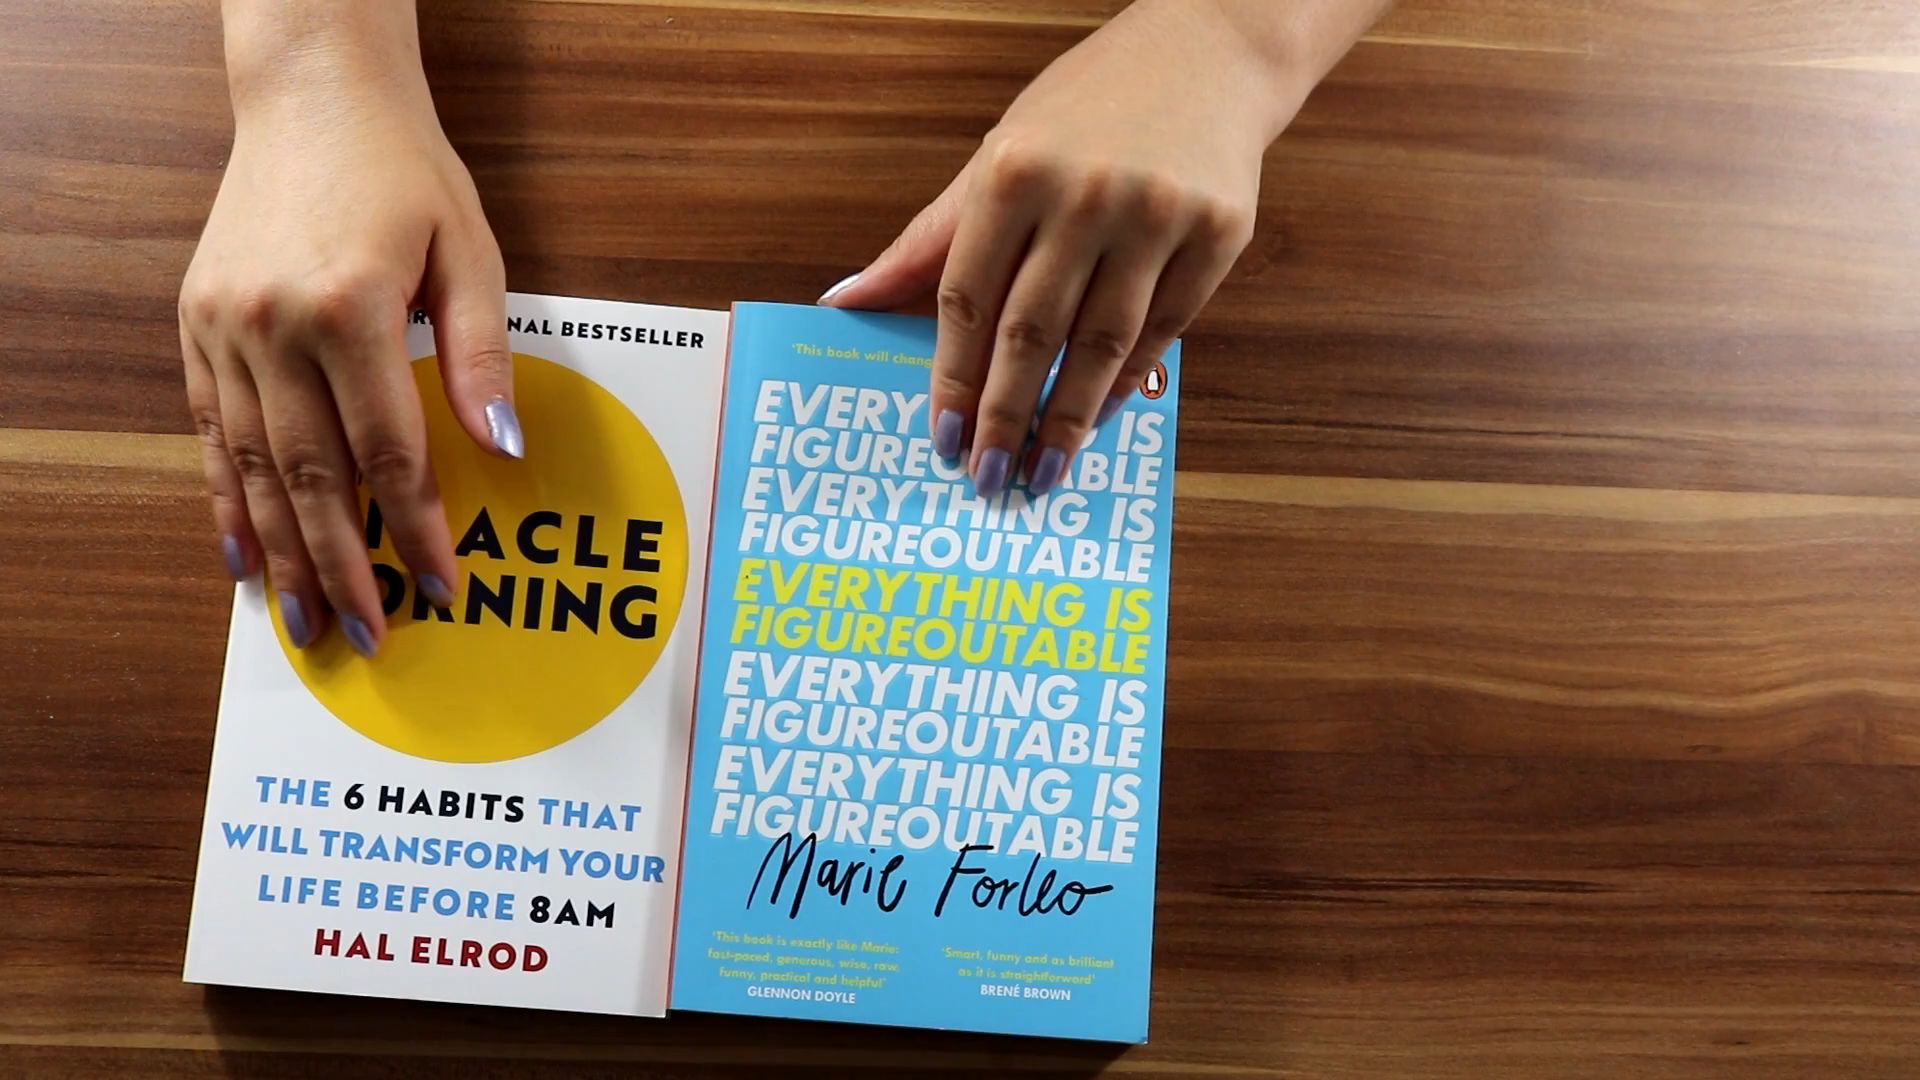 NAL BESTSELLER
ACLE
ORNING
THE 6 HABITS THAT
WILL TRANSFORM YOUR
LIFE BEFORE 8AM
HAL ELROD
'This book will chang
EVERY IS
FIGUREO ABLE
EVERYTHING IS
FIGUREOUTABLE
EVERYTHING IS
FIGUREOUTABLE
EVERYTHING IS
FIGUREOUTABLE
EVERYTHING IS
FIGUREOUTABLE
Marie Forleo
'This book is exactly like Marie:
fast-paced, generous, wise, raw,
funny, practical and helpful'
GLENNON DOYLE
'Smart, funny and as brilliant
as it is straightforward'
BRENÉ BROWN